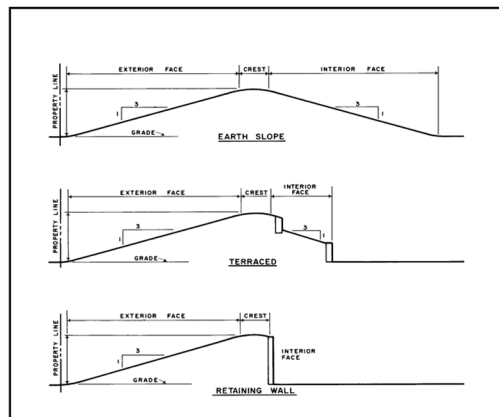 EXTERIOR FACE
CREST
INTERIOR FACE
PROPERTY LINE
3
1
3
1
GRADE
EARTH SLOPE
EXTERIOR FACE
CREST
INTERIOR
FACE
PROPERTY LINE
3
1
3
1
GRADE
TERRACED
EXTERIOR FACE
CREST
PROPERTY LINE
3
1
INTERIOR
FACE
GRADE
RETAINING WALL